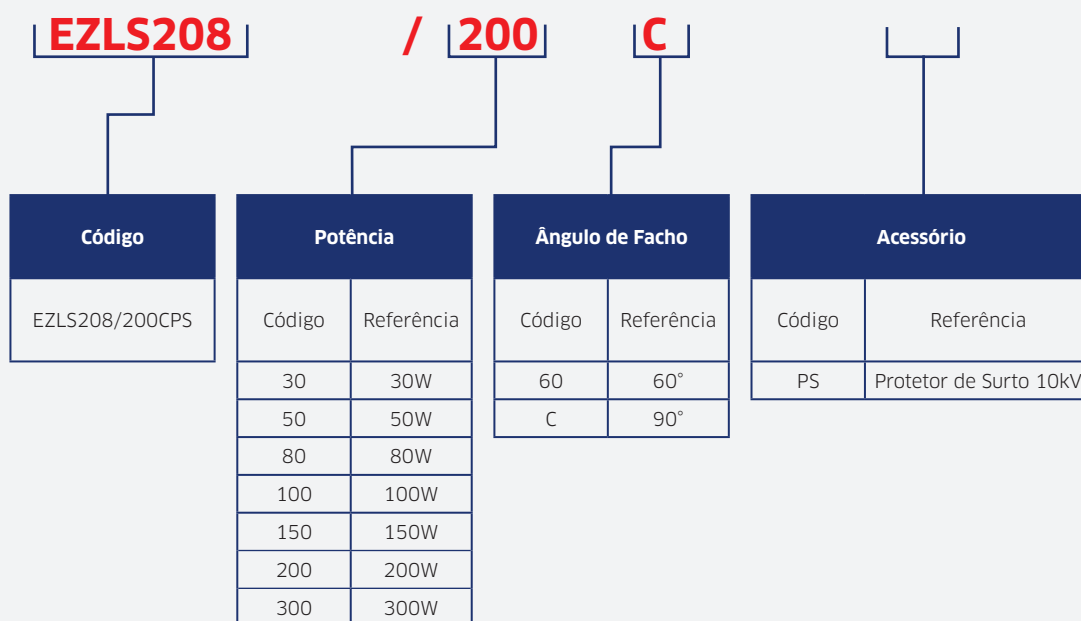 EZLS208 / 200 C
Código Potência Ângulo de Facho Acessório
EZLS208/200CPS Código Referência Código Referência Código Referência
30 30W 60 60° PS Protetor de Surto 10kV
50 50W C 90°
80 80W
100 100W
150 150W
200 200W
300 300W